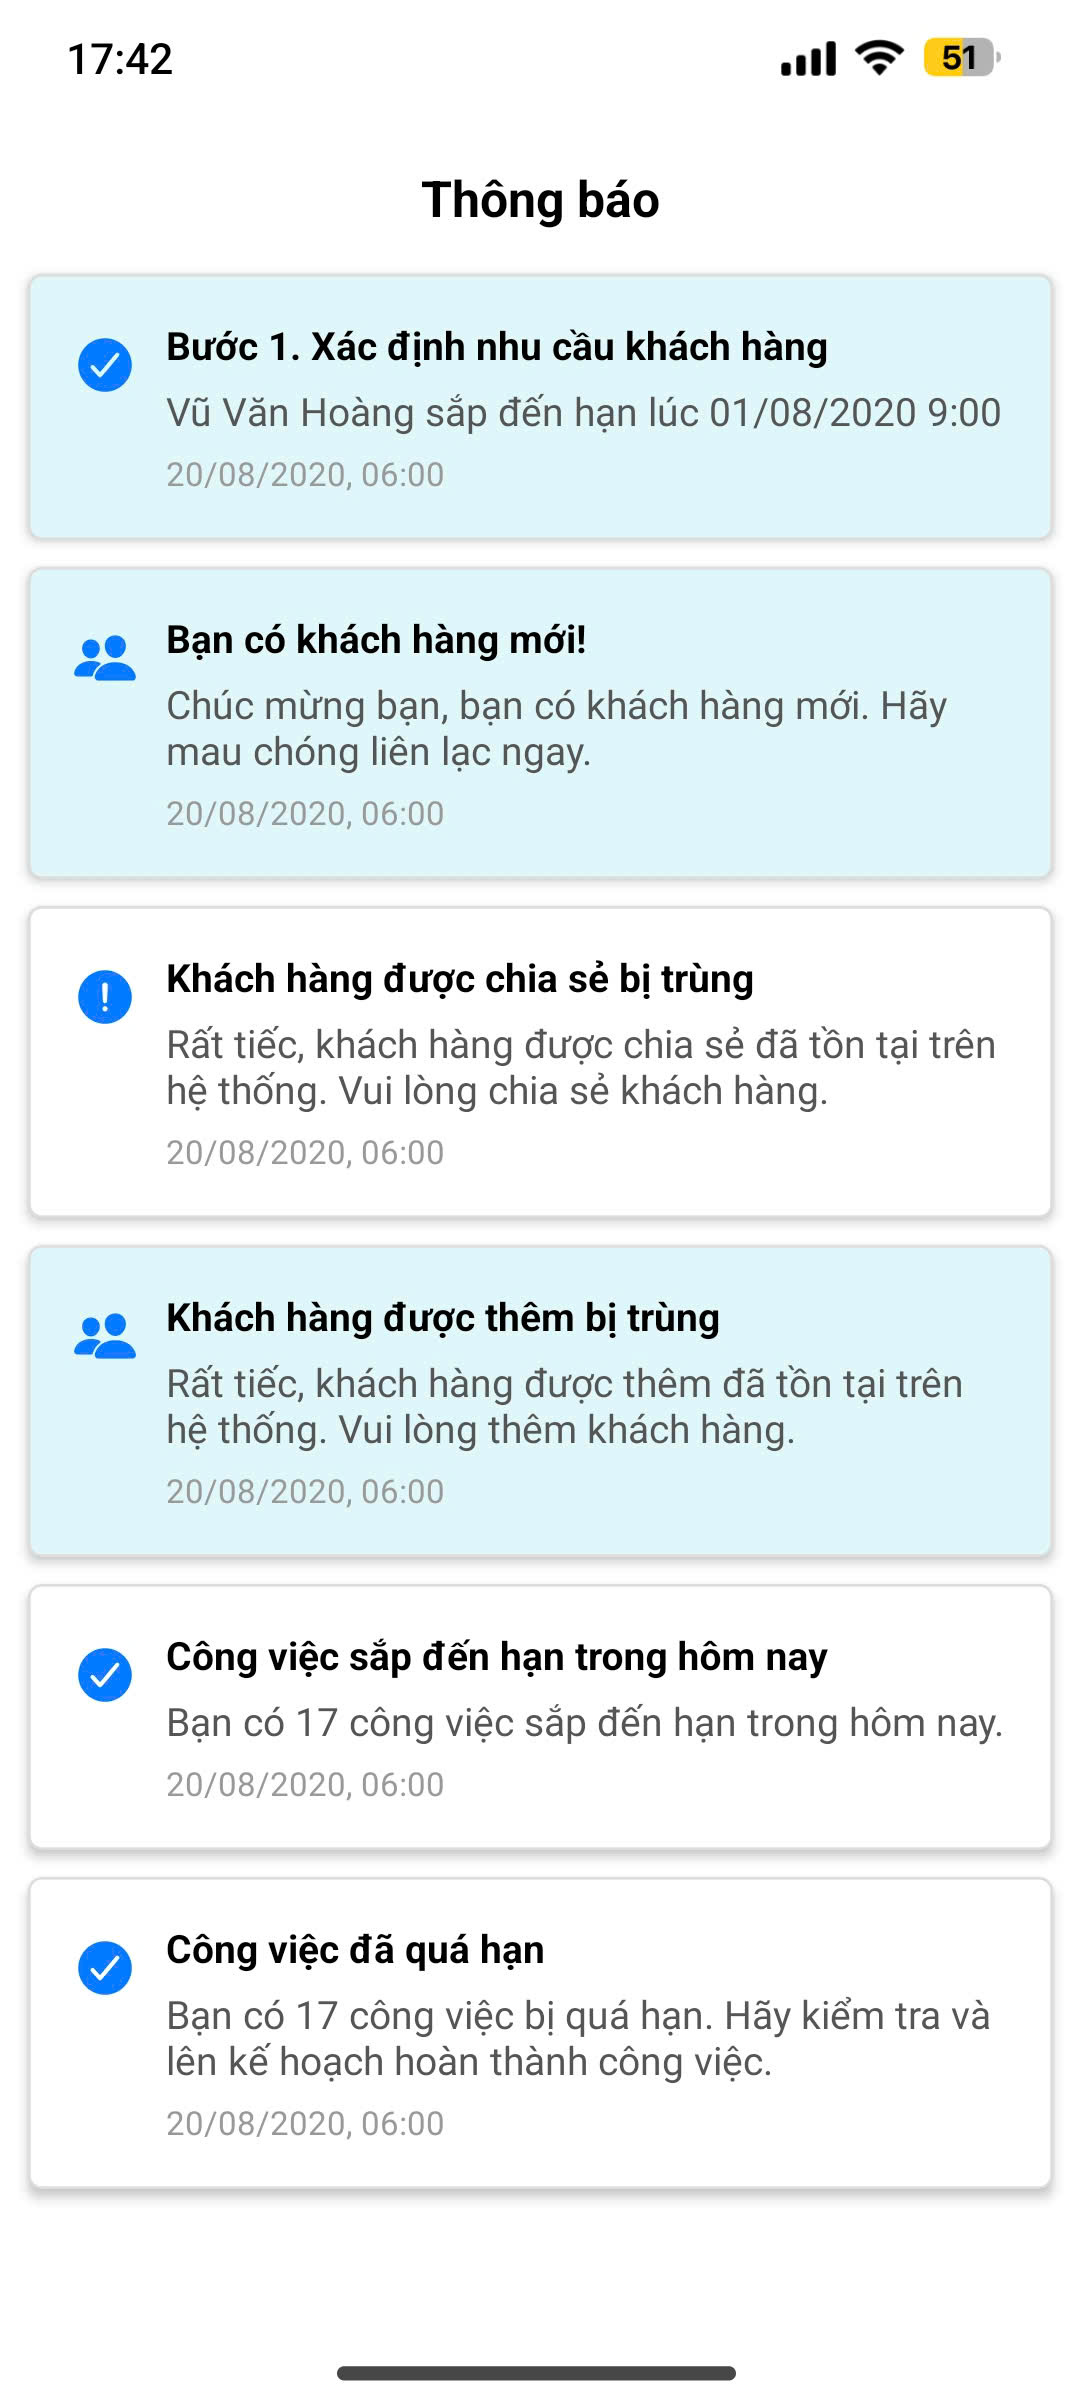 17:42
51
Thông báo
Bước 1. Xác định nhu cầu khách hàng
Vũ Văn Hoàng sắp đến hạn lúc 01/08/2020 9:00
20/08/2020, 06:00
Bạn có khách hàng mới!
Chúc mừng bạn, bạn có khách hàng mới. Hãy
mau chóng liên lạc ngay.
20/08/2020, 06:00
Khách hàng được chia sẻ bị trùng
Rất tiếc, khách hàng được chia sẻ đã tồn tại trên
hệ thống. Vui lòng chia sẻ khách hàng.
20/08/2020, 06:00
Khách hàng được thêm bị trùng
Rất tiếc, khách hàng được thêm đã tồn tại trên
hệ thống. Vui lòng thêm khách hàng.
20/08/2020, 06:00
Công việc sắp đến hạn trong hôm nay
Bạn có 17 công việc sắp đến hạn trong hôm nay.
20/08/2020, 06:00
Công việc đã quá hạn
Bạn có 17 công việc bị quá hạn. Hãy kiểm tra và
lên kế hoạch hoàn thành công việc.
20/08/2020, 06:00